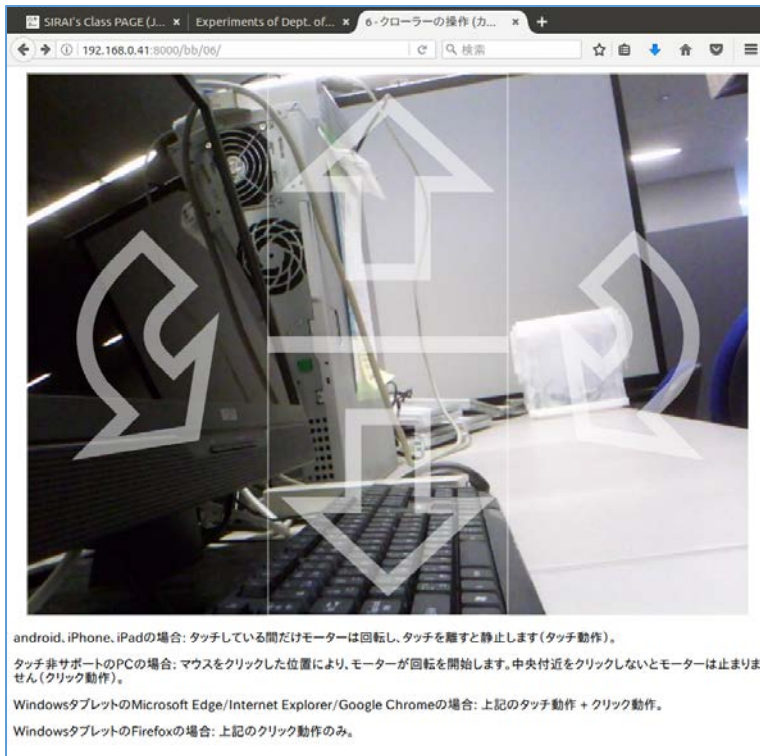 SIRAI's Class PAGE (J...
Experiments of Dept. of...
6 - クローラーの操作 (カ...
192.168.0.41:8000/bb/06/
検索
android、iPhone、iPadの場合: タッチしている間だけモーターは回転し、タッチを離すと静止します(タッチ動作)。
タッチ非サポートのPCの場合: マウスをクリックした位置により、モーターが回転を開始します。中央付近をクリックしないとモーターは止まりま
せん(クリック動作)。
WindowsタブレットのMicrosoft Edge/Internet Explorer/Google Chromeの場合: 上記のタッチ動作 + クリック動作。
WindowsタブレットのFirefoxの場合: 上記のクリック動作のみ。